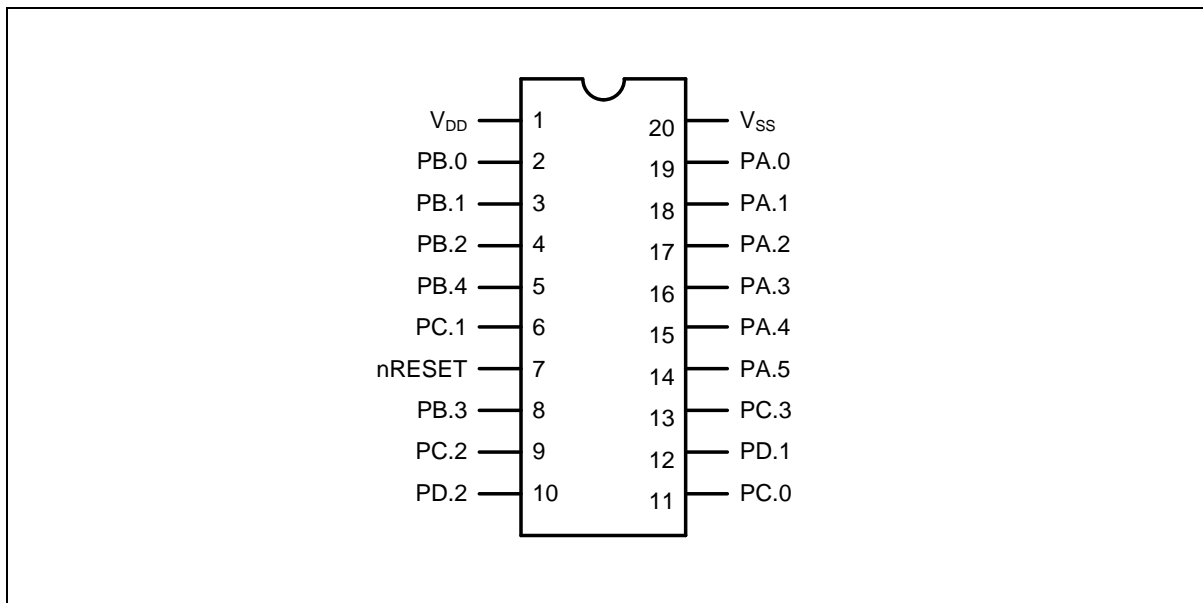 VDD 1 20 VSS
PB.0 2 19 PA.0
PB.1 3 18 PA.1
PB.2 4 17 PA.2
PB.4 5 16 PA.3
PC.1 6 15 PA.4
nRESET 7 14 PA.5
PB.3 8 13 PC.3
PC.2 9 12 PD.1
PD.2 10 11 PC.0